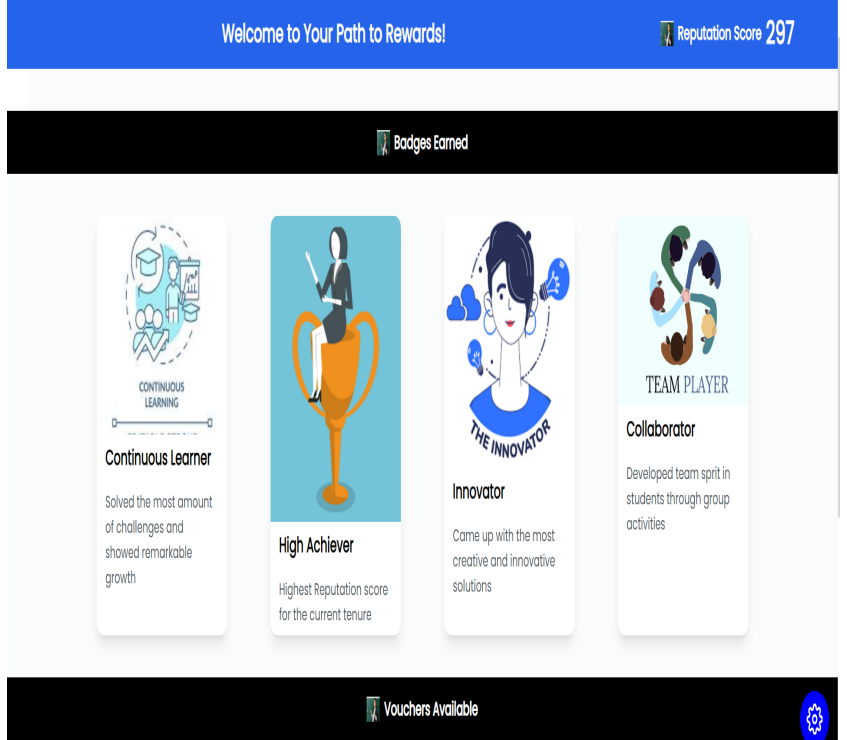 Welcome to Your Path to Rewards!
Reputation Score 297
Badges Earned
CONTINUOUS
LEARNING
Continuous Learner
Solved the most amount
of challenges and
showed remarkable
growth
High Achiever
Highest Reputation score
for the current tenure
THE INNOVATOR
Innovator
Came up with the most
creative and innovative
solutions
TEAM PLAYER
Collaborator
Developed team sprit in
students through group
activities
Vouchers Available